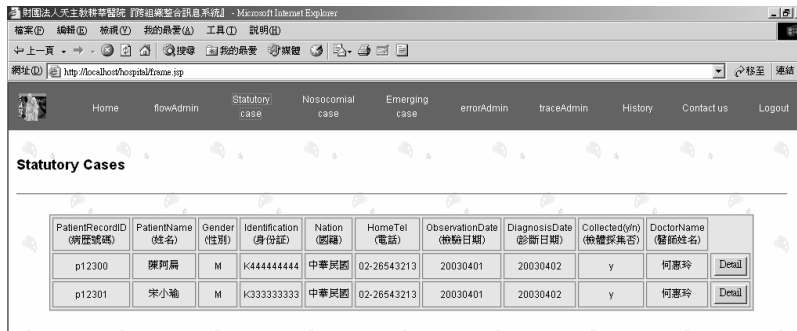 財團法人天主教耕莘醫院『跨組織整合訊息系統』 - Microsoft Internet Explorer
檔案(F) 編輯(E) 檢視(V) 我的最愛(A) 工具(T) 說明(H)
上一頁 搜尋 我的最愛 媒體
網址(D) http://localhost/hospital/frame.jsp 移至 連結
Home flowAdmin Statutory case Nosocomial case Emerging case errorAdmin traceAdmin History Contact us Logout
Statutory Cases
PatientRecordID (病歷號碼) PatientName (姓名) Gender (性別) Identification (身份証) Nation (國籍) HomeTel (電話) ObservationDate (檢驗日期) DiagnosisDate (診斷日期) Collected(y/n) (檢體採集否) DoctorName (醫師姓名)
p12300 陳阿扁 M K444444444 中華民國 02-26543213 20030401 20030402 y 何惠玲 Detail
p12301 宋小瑜 M K333333333 中華民國 02-26543213 20030401 20030402 y 何惠玲 Detail